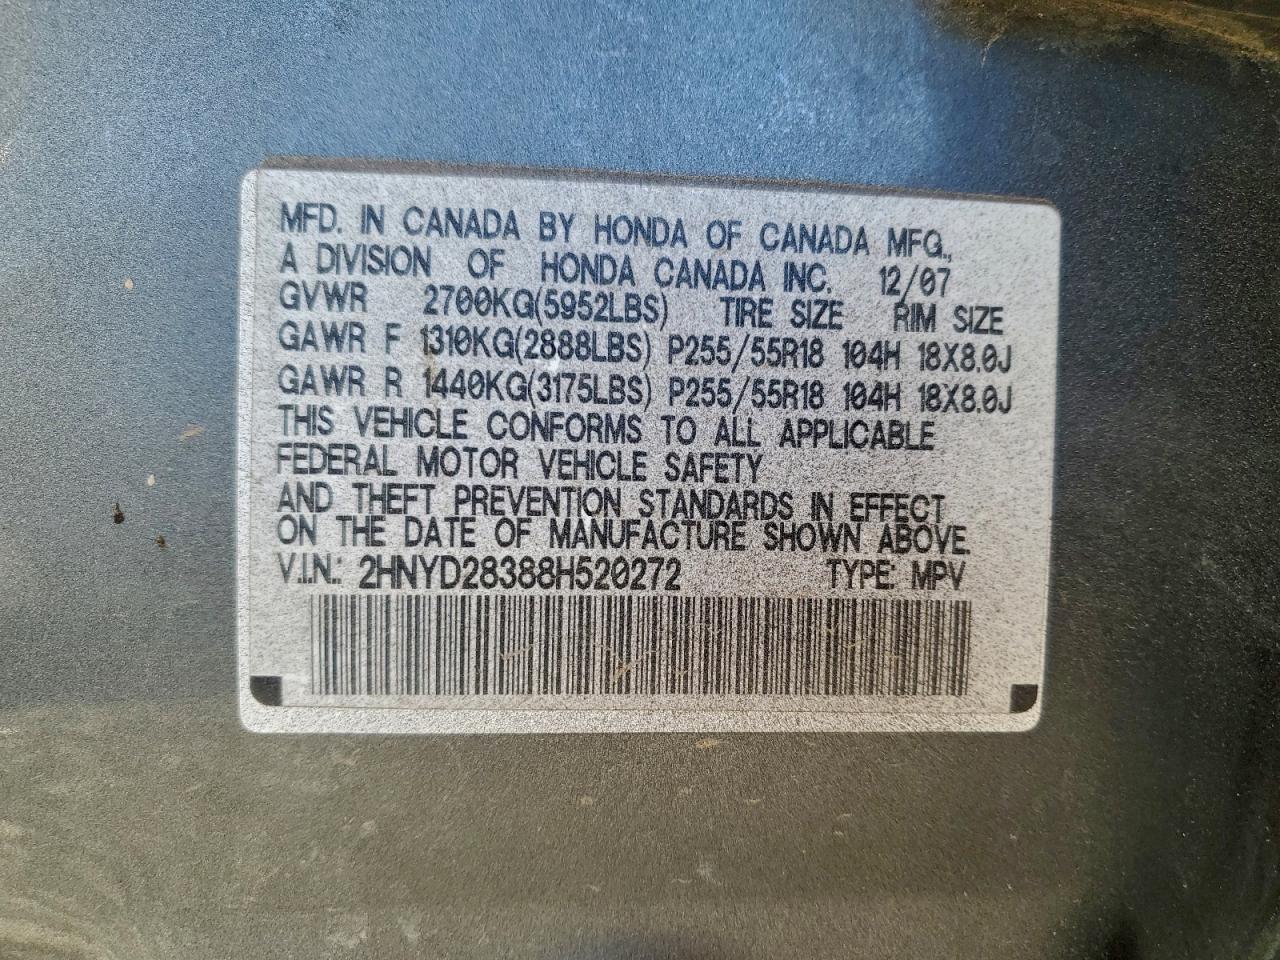 MFD. IN CANADA BY HONDA OF CANADA MFG.,
A DIVISION OF HONDA CANADA INC. 12/07
GVWR 2700KG(5952LBS) TIRE SIZE RIM SIZE
GAWR F 1310KG(2888LBS) P255/55R18 104H 18X8.0J
GAWR R 1440KG(3175LBS) P255/55R18 104H 18X8.0J
THIS VEHICLE CONFORMS TO ALL APPLICABLE
FEDERAL MOTOR VEHICLE SAFETY
AND THEFT PREVENTION STANDARDS IN EFFECT
ON THE DATE OF MANUFACTURE SHOWN ABOVE.
V.I.N.: 2HNYD28388H520272 TYPE: MPV